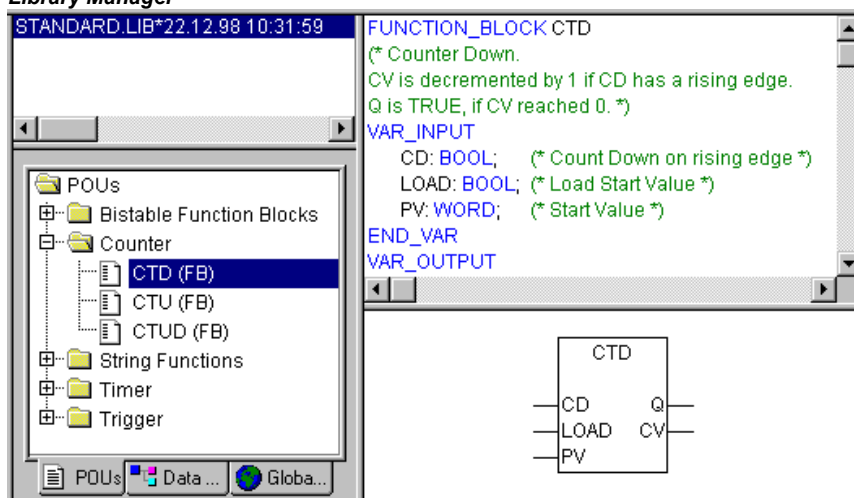 Library Manager
STANDARD.LIB*22.12.98 10:31:59
POUs
Bistable Function Blocks
Counter
CTD (FB)
CTU (FB)
CTUD (FB)
String Functions
Timer
Trigger
POUs Data ... Globa...
FUNCTION_BLOCK CTD
(* Counter Down.
CV is decremented by 1 if CD has a rising edge.
Q is TRUE, if CV reached 0. *)
VAR_INPUT
CD: BOOL; (* Count Down on rising edge *)
LOAD: BOOL; (* Load Start Value *)
PV: WORD; (* Start Value *)
END_VAR
VAR_OUTPUT
CTD
CD Q
LOAD CV
PV